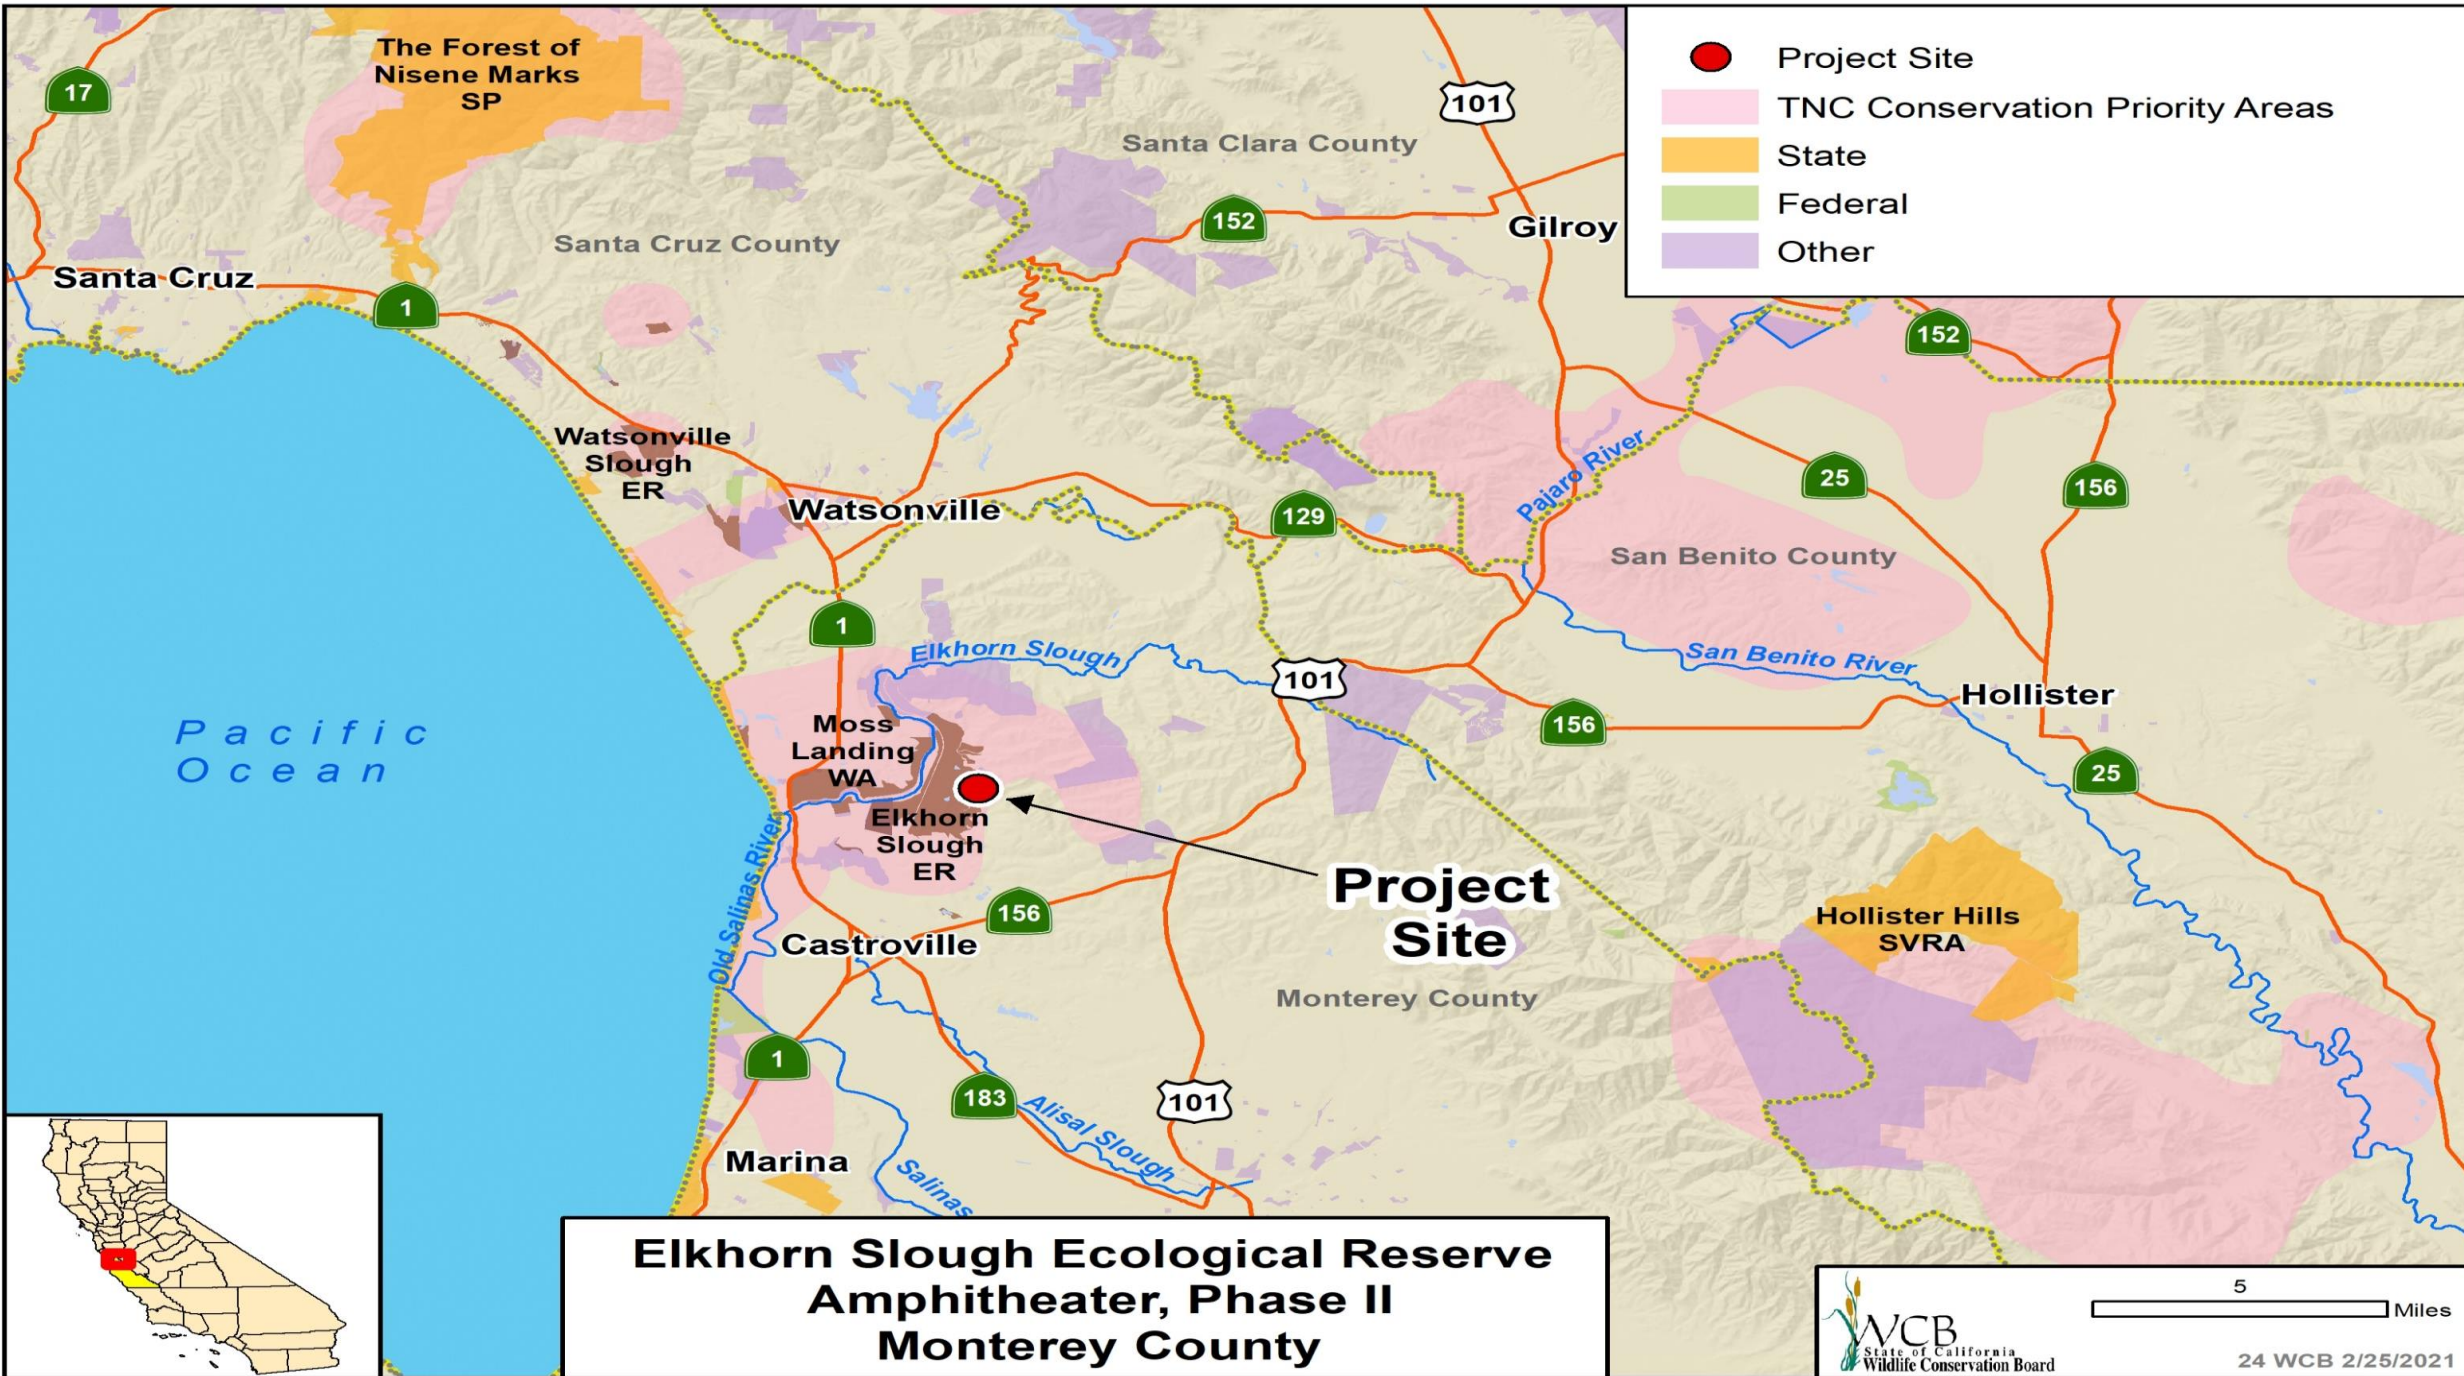 The Forest of
Nisene Marks
SP
17
101
Santa Clara County
Santa Cruz County
152
Gilroy
Santa Cruz
1
Project Site
TNC Conservation Priority Areas
State
Federal
Other
152
Watsonville
Slough
ER
Watsonville
129
Pajaro River
25
156
San Benito County
1
Elkhorn Slough
101
San Benito River
Hollister
156
25
Pacific
Ocean
Moss
Landing
WA
Elkhorn
Slough
ER
Old Salinas River
Project
Site
156
Castroville
Hollister Hills
SVRA
Monterey County
1
183
Alisal Slough
101
Marina
Salinas
Elkhorn Slough Ecological Reserve
Amphitheater, Phase II
Monterey County
WCB
State of California
Wildlife Conservation Board
5
Miles
24 WCB 2/25/2021